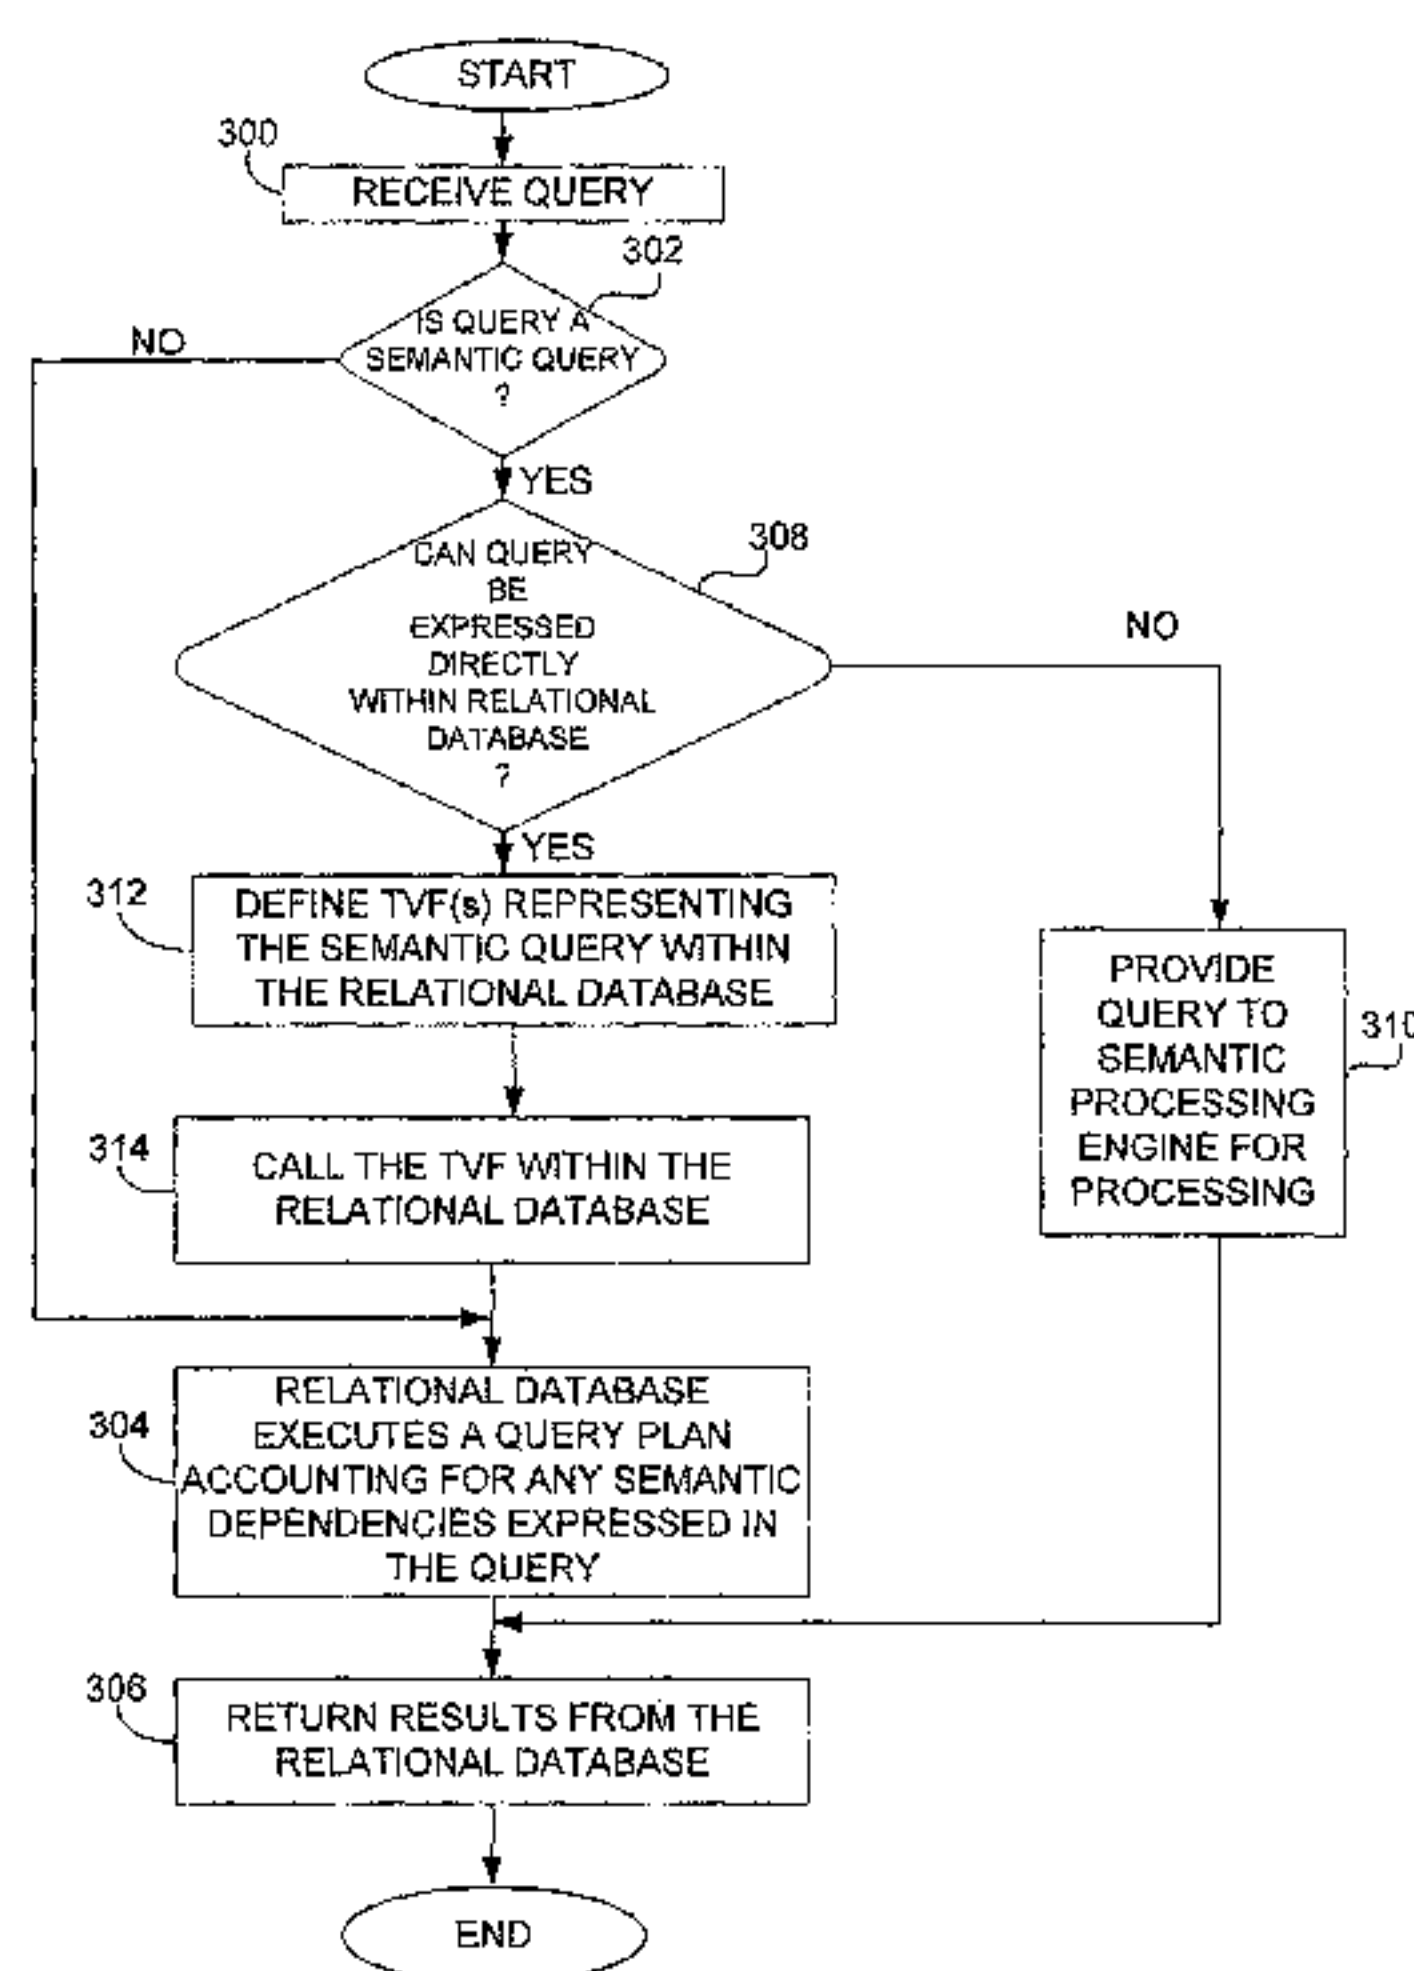 START
300
RECEIVE QUERY
302
IS QUERY A
SEMANTIC QUERY
?
NO
YES
308
CAN QUERY
BE
EXPRESSED
DIRECTLY
WITHIN RELATIONAL
DATABASE
?
NO
YES
312
DEFINE TVF(s) REPRESENTING
THE SEMANTIC QUERY WITHIN
THE RELATIONAL DATABASE
PROVIDE
QUERY TO
SEMANTIC
PROCESSING
ENGINE FOR
PROCESSING
310
314
CALL THE TVF WITHIN THE
RELATIONAL DATABASE
304
RELATIONAL DATABASE
EXECUTES A QUERY PLAN
ACCOUNTING FOR ANY SEMANTIC
DEPENDENCIES EXPRESSED IN
THE QUERY
306
RETURN RESULTS FROM THE
RELATIONAL DATABASE
END